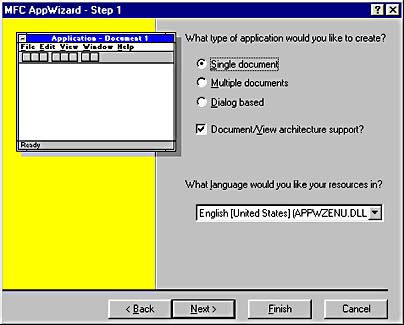 MFC AppWizard - Step 1
Application - Document 1
File Edit View Window Help
Ready
What type of application would you like to create?
Single document
Multiple documents
Dialog based
Document/View architecture support?
What language would you like your resources in?
English [United States] (APPWZENU.DLL
< Back
Next >
Finish
Cancel